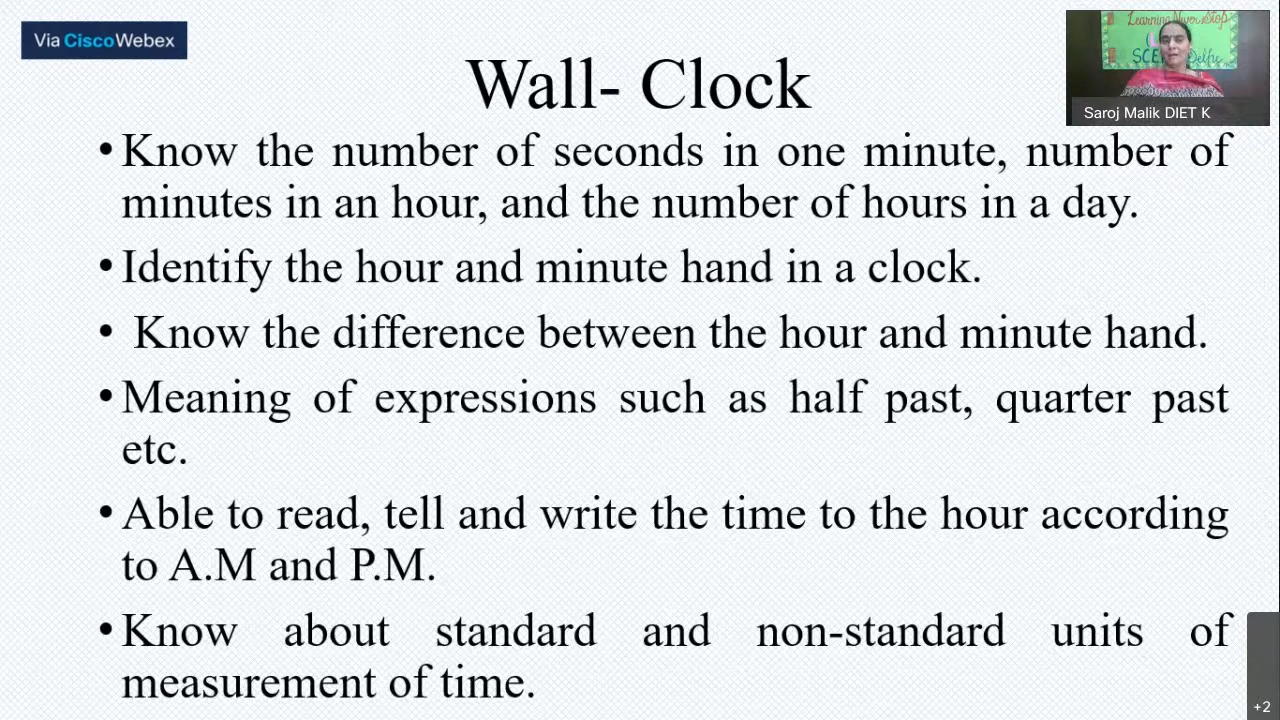 Via CiscoWebex
Learning Never Stop
Saroj Malik DIET K
Wall- Clock
•Know the number of seconds in one minute, number of
minutes in an hour, and the number of hours in a day.
•Identify the hour and minute hand in a clock.
• Know the difference between the hour and minute hand.
•Meaning of expressions such as half past, quarter past
etc.
•Able to read, tell and write the time to the hour according
to A.M and P.M.
•Know about standard and non-standard units of
measurement of time.
+2